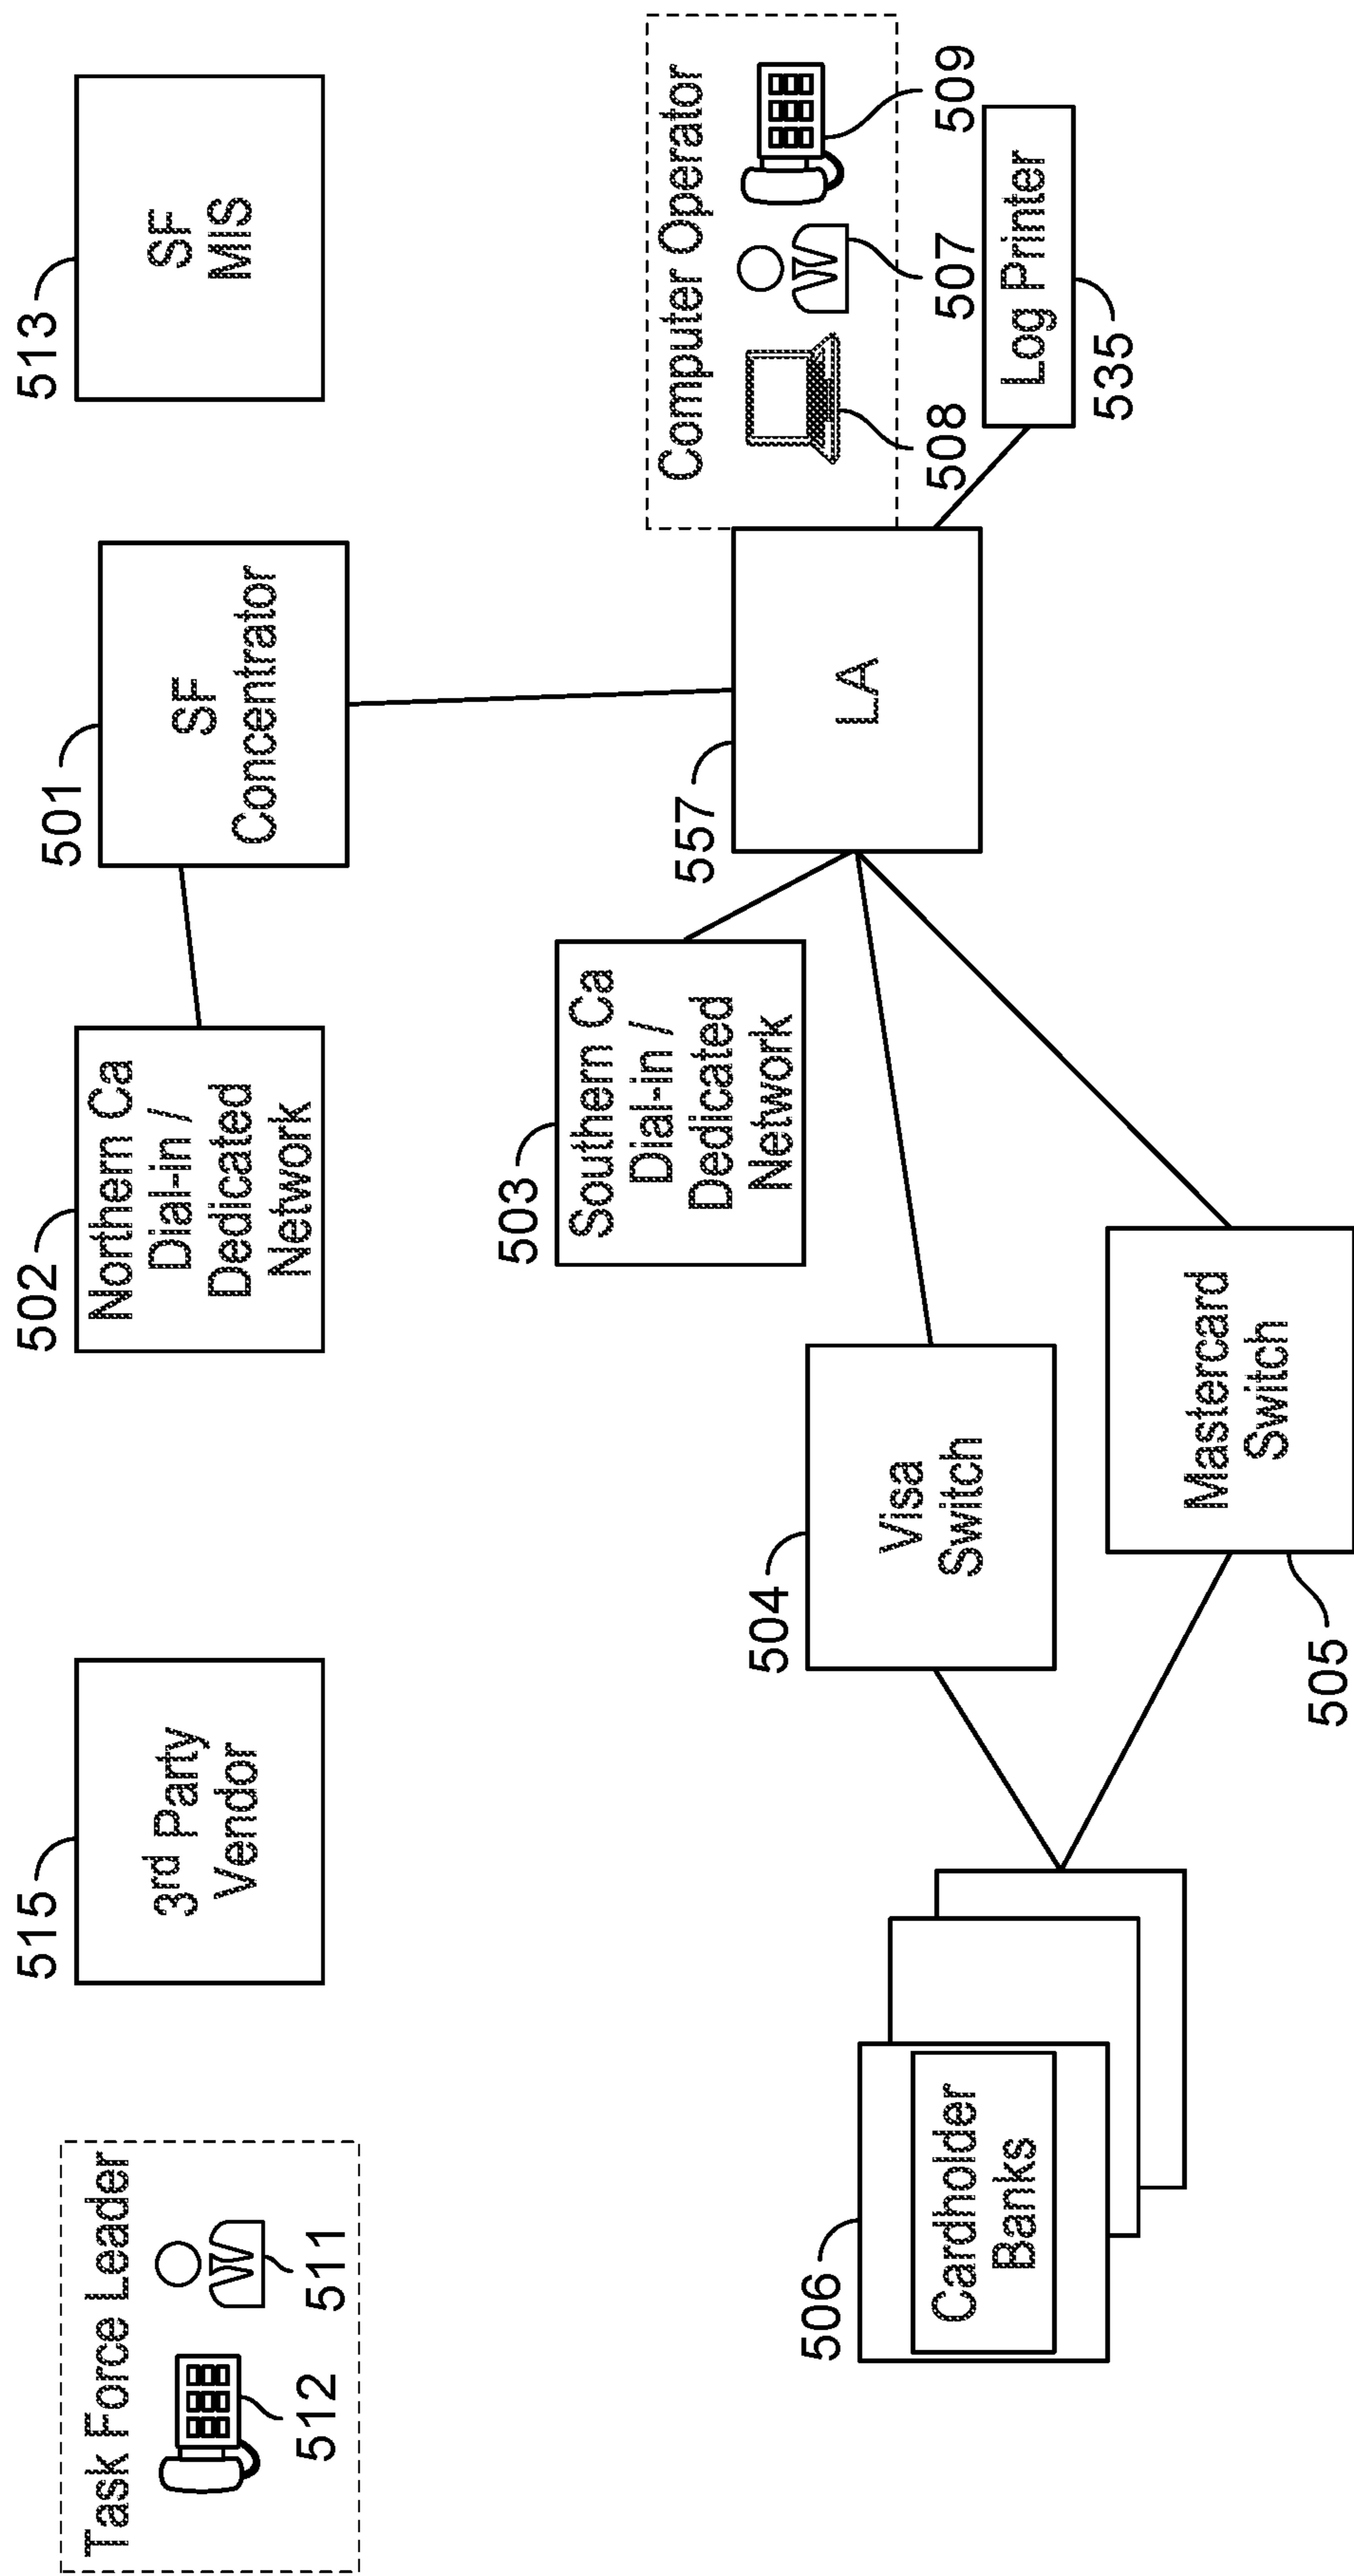 Task Force Leader
512
511
515
3rd Party
Vendor
502
Northern Ca
Dial-in /
Dedicated
Network
501
SF
Concentrator
513
SF
MIS
503
Southern Ca
Dial-in /
Dedicated
Network
557
LA
Computer Operator
508
507
509
Log Printer
535
506
Cardholder
Banks
504
Visa
Switch
Mastercard
Switch
505